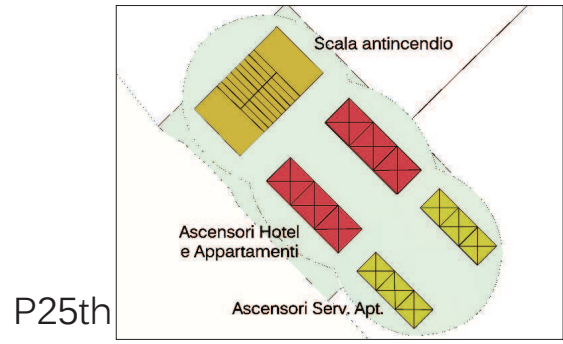 Scala antincendio
Ascensori Hotel
e Appartamenti
Ascensori Serv. Apt.
P25th